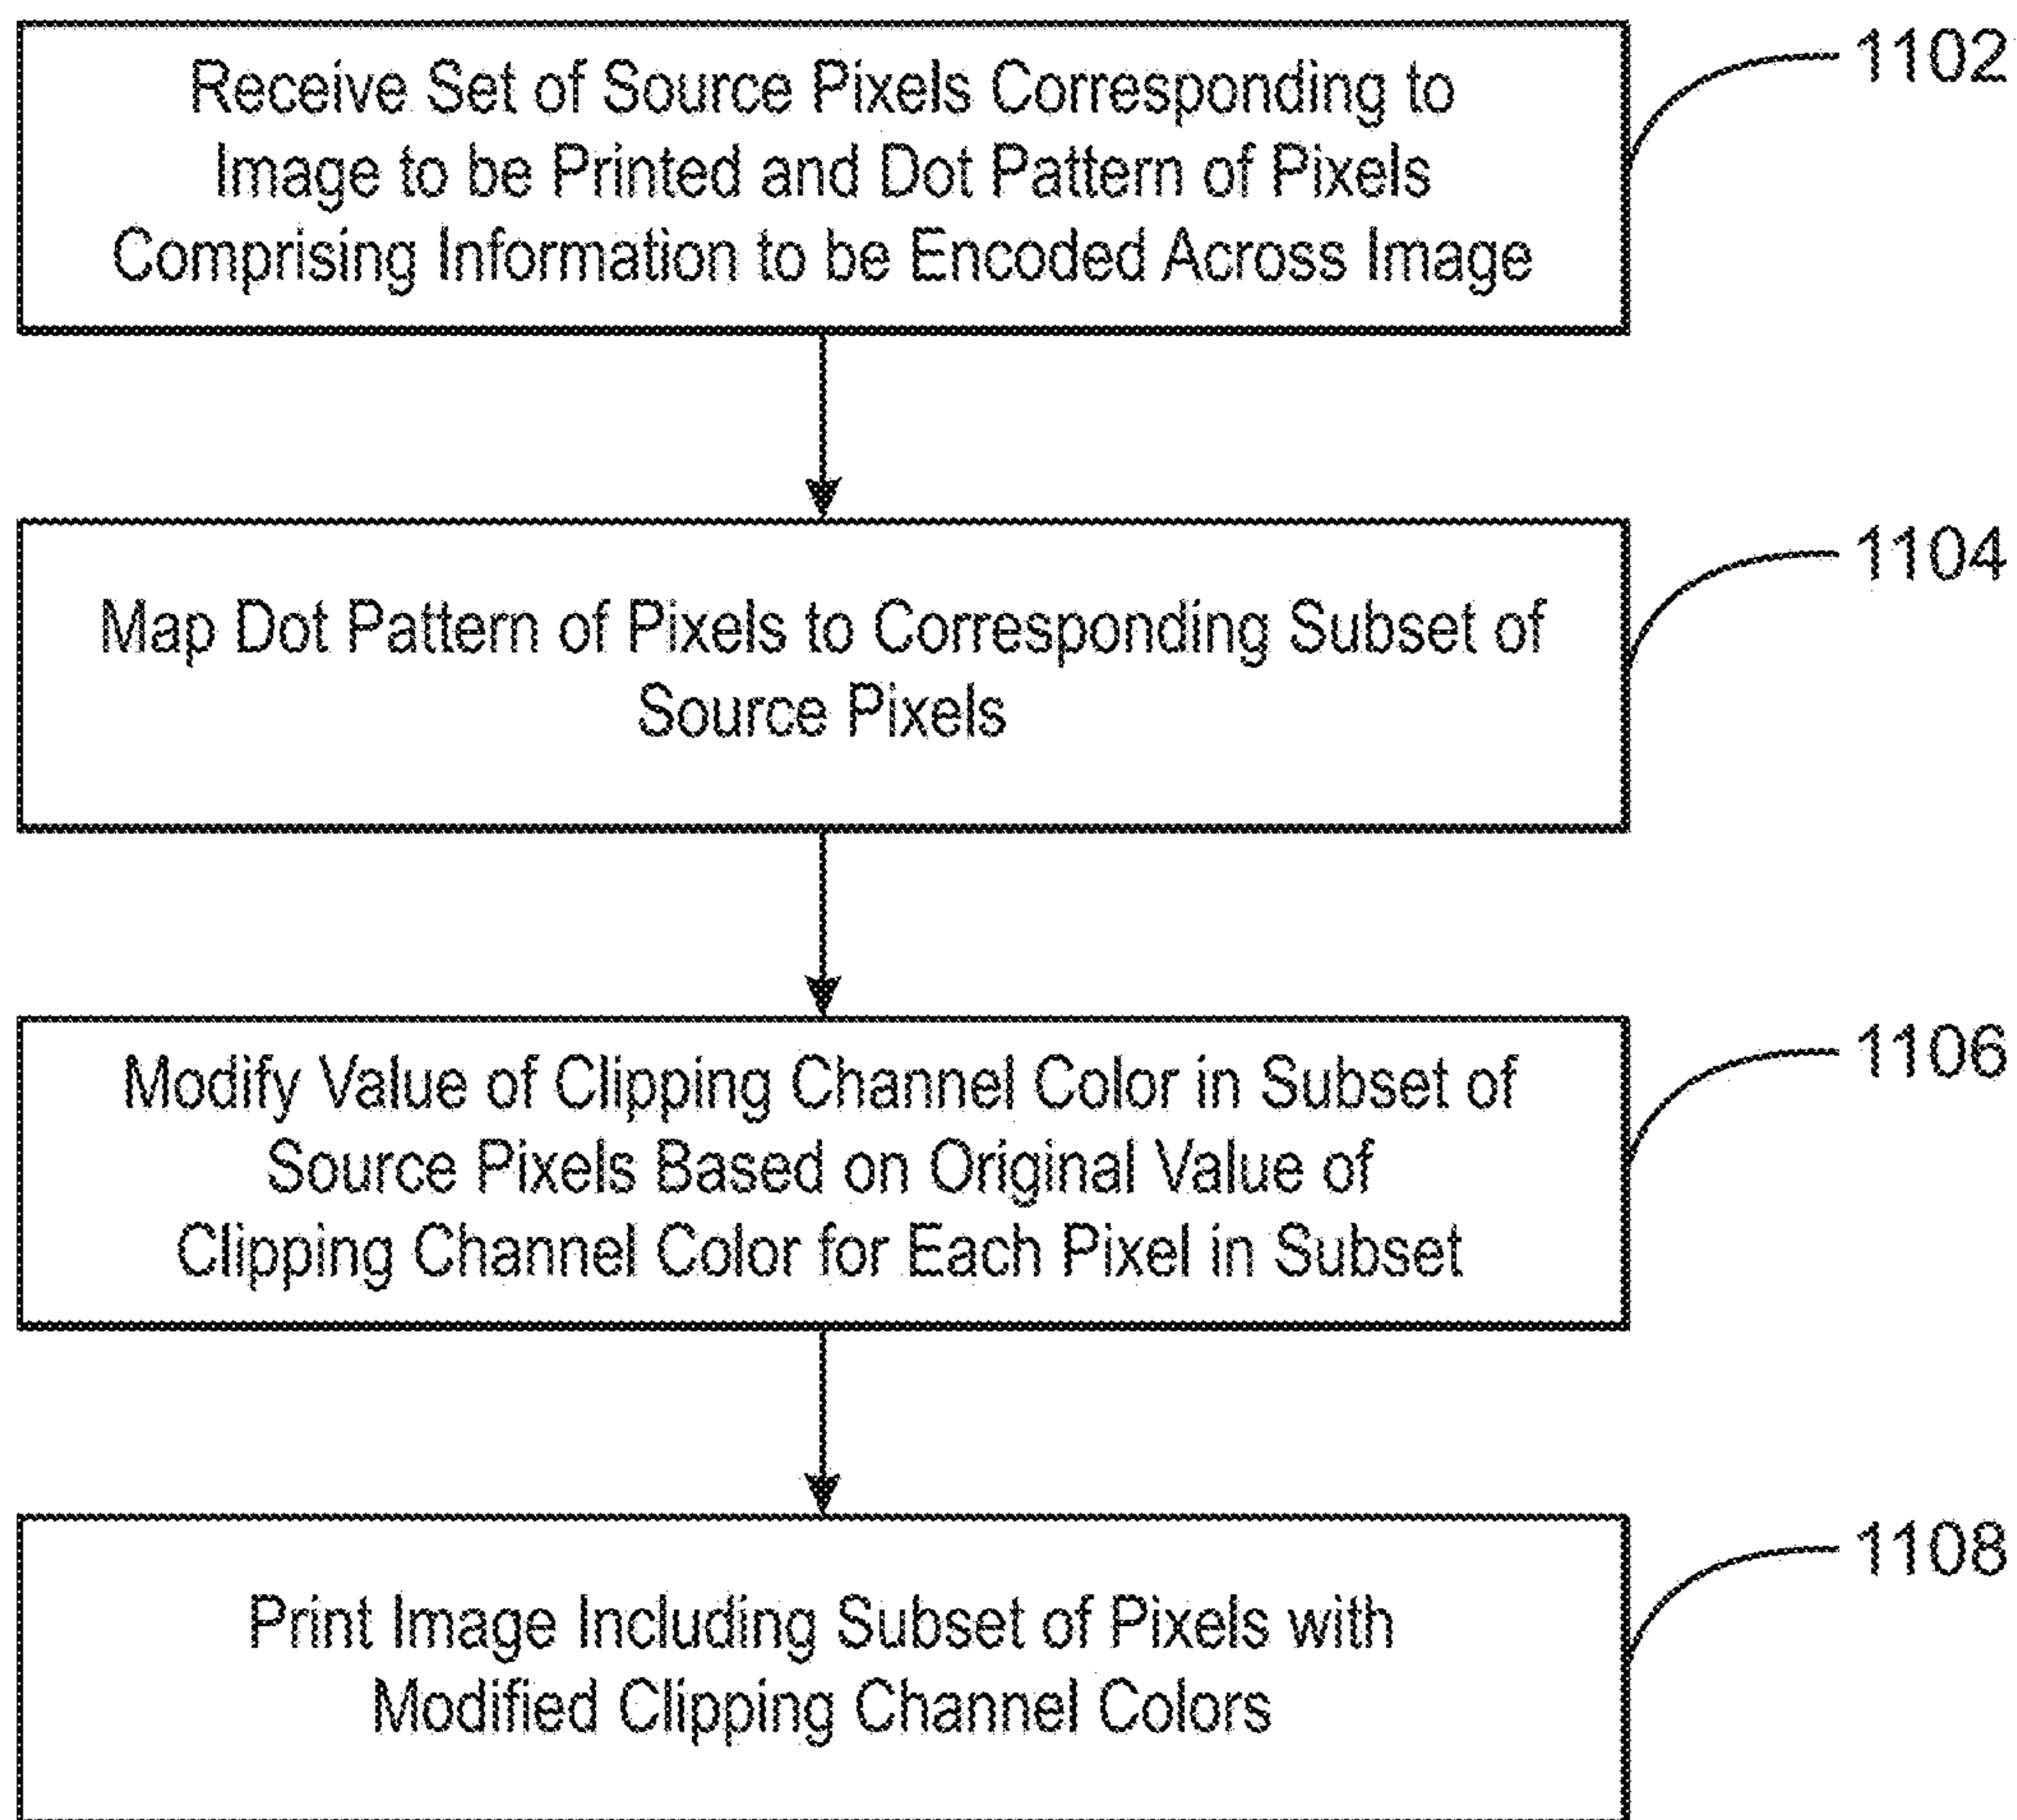 Receive Set of Source Pixels Corresponding to
Image to be Printed and Dot Pattern of Pixels
Comprising Information to be Encoded Across Image
1102
Map Dot Pattern of Pixels to Corresponding Subset of
Source Pixels
1104
Modify Value of Clipping Channel Color in Subset of
Source Pixels Based on Original Value of
Clipping Channel Color for Each Pixel in Subset
1106
Print Image Including Subset of Pixels with
Modified Clipping Channel Colors
1108